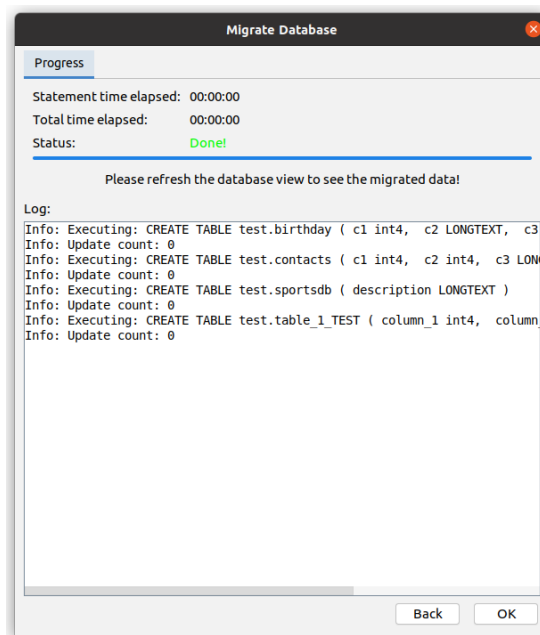 Migrate Database
Progress
Statement time elapsed: 00:00:00
Total time elapsed: 00:00:00
Status: Done!
Please refresh the database view to see the migrated data!
Log:
Info: Executing: CREATE TABLE test.birthday ( c1 int4,  c2 LONGTEXT,  c3
Info: Update count: 0
Info: Executing: CREATE TABLE test.contacts ( c1 int4,  c2 int4,  c3 LON
Info: Update count: 0
Info: Executing: CREATE TABLE test.sportsdb ( description LONGTEXT )
Info: Update count: 0
Info: Executing: CREATE TABLE test.table_1_TEST ( column_1 int4,  column_
Info: Update count: 0
Back OK